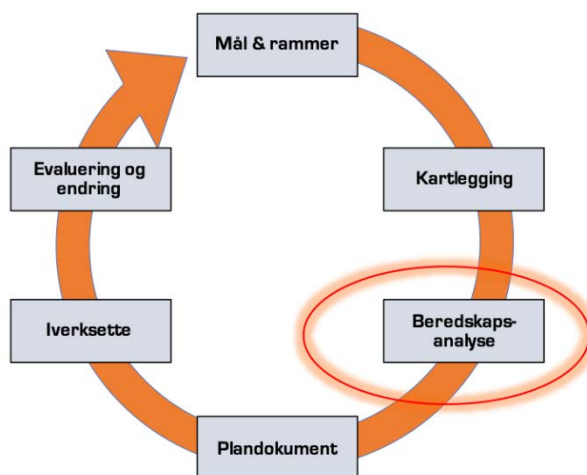 Mål & rammer
Kartlegging
Beredskaps-
analyse
Plandokument
Iverksette
Evaluering og
endring